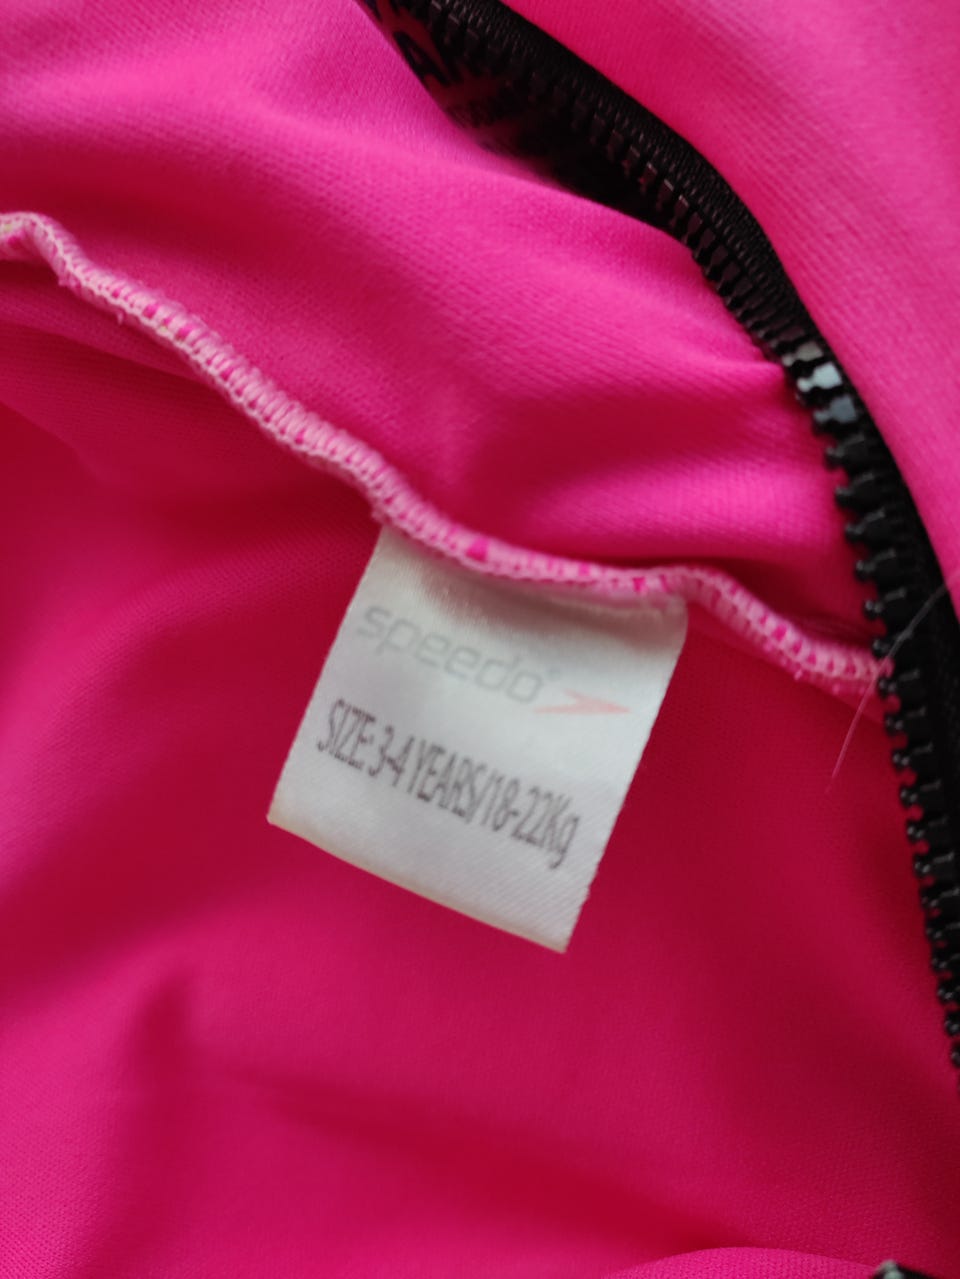 speedo
SIZE: 3-4 YEARS/18-22Kg